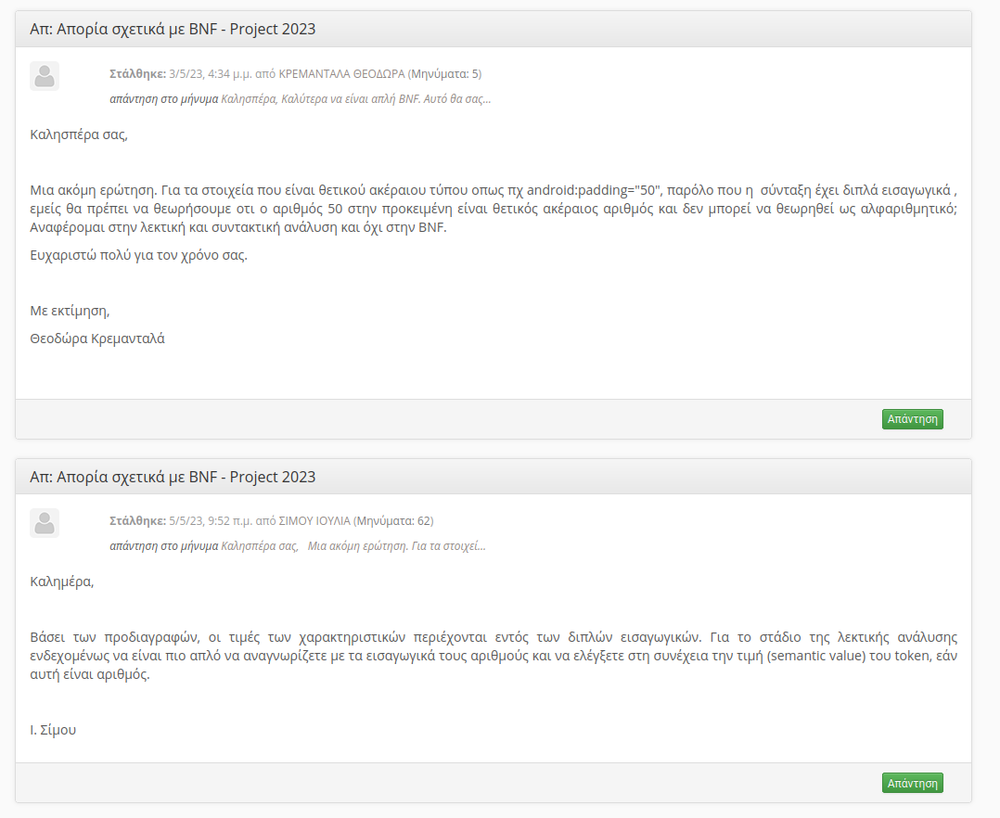 Απ: Απορία σχετικά με BNF - Project 2023
Στάλθηκε: 3/5/23, 4:34 μ.μ. από ΚΡΕΜΑΝΤΑΛΑ ΘΕΟΔΩΡΑ (Μηνύματα: 5)
απάντηση στο μήνυμα Καλησπέρα, Καλύτερα να είναι απλή BNF. Αυτό θα σας...
Καλησπέρα σας,
Μια ακόμη ερώτηση. Για τα στοιχεία που είναι θετικού ακέραιου τύπου οπως πχ android:padding="50", παρόλο που η σύνταξη έχει διπλά εισαγωγικά ,
εμείς θα πρέπει να θεωρήσουμε οτι ο αριθμός 50 στην προκειμένη είναι θετικός ακέραιος αριθμός και δεν μπορεί να θεωρηθεί ως αλφαριθμητικό;
Αναφέρομαι στην λεκτική και συντακτική ανάλυση και όχι στην BNF.
Ευχαριστώ πολύ για τον χρόνο σας.
Με εκτίμηση,
Θεοδώρα Κρεμανταλά
Απάντηση
Απ: Απορία σχετικά με BNF - Project 2023
Στάλθηκε: 5/5/23, 9:52 π.μ. από ΣΙΜΟΥ ΙΟΥΛΙΑ (Μηνύματα: 62)
απάντηση στο μήνυμα Καλησπέρα σας, Μια ακόμη ερώτηση. Για τα στοιχεί...
Καλημέρα,
Βάσει των προδιαγραφών, οι τιμές των χαρακτηριστικών περιέχονται εντός των διπλών εισαγωγικών. Για το στάδιο της λεκτικής ανάλυσης
ενδεχομένως να είναι πιο απλό να αναγνωρίζετε με τα εισαγωγικά τους αριθμούς και να ελέγξετε στη συνέχεια την τιμή (semantic value) του token, εάν
αυτή είναι αριθμός.
Ι. Σίμου
Απάντηση